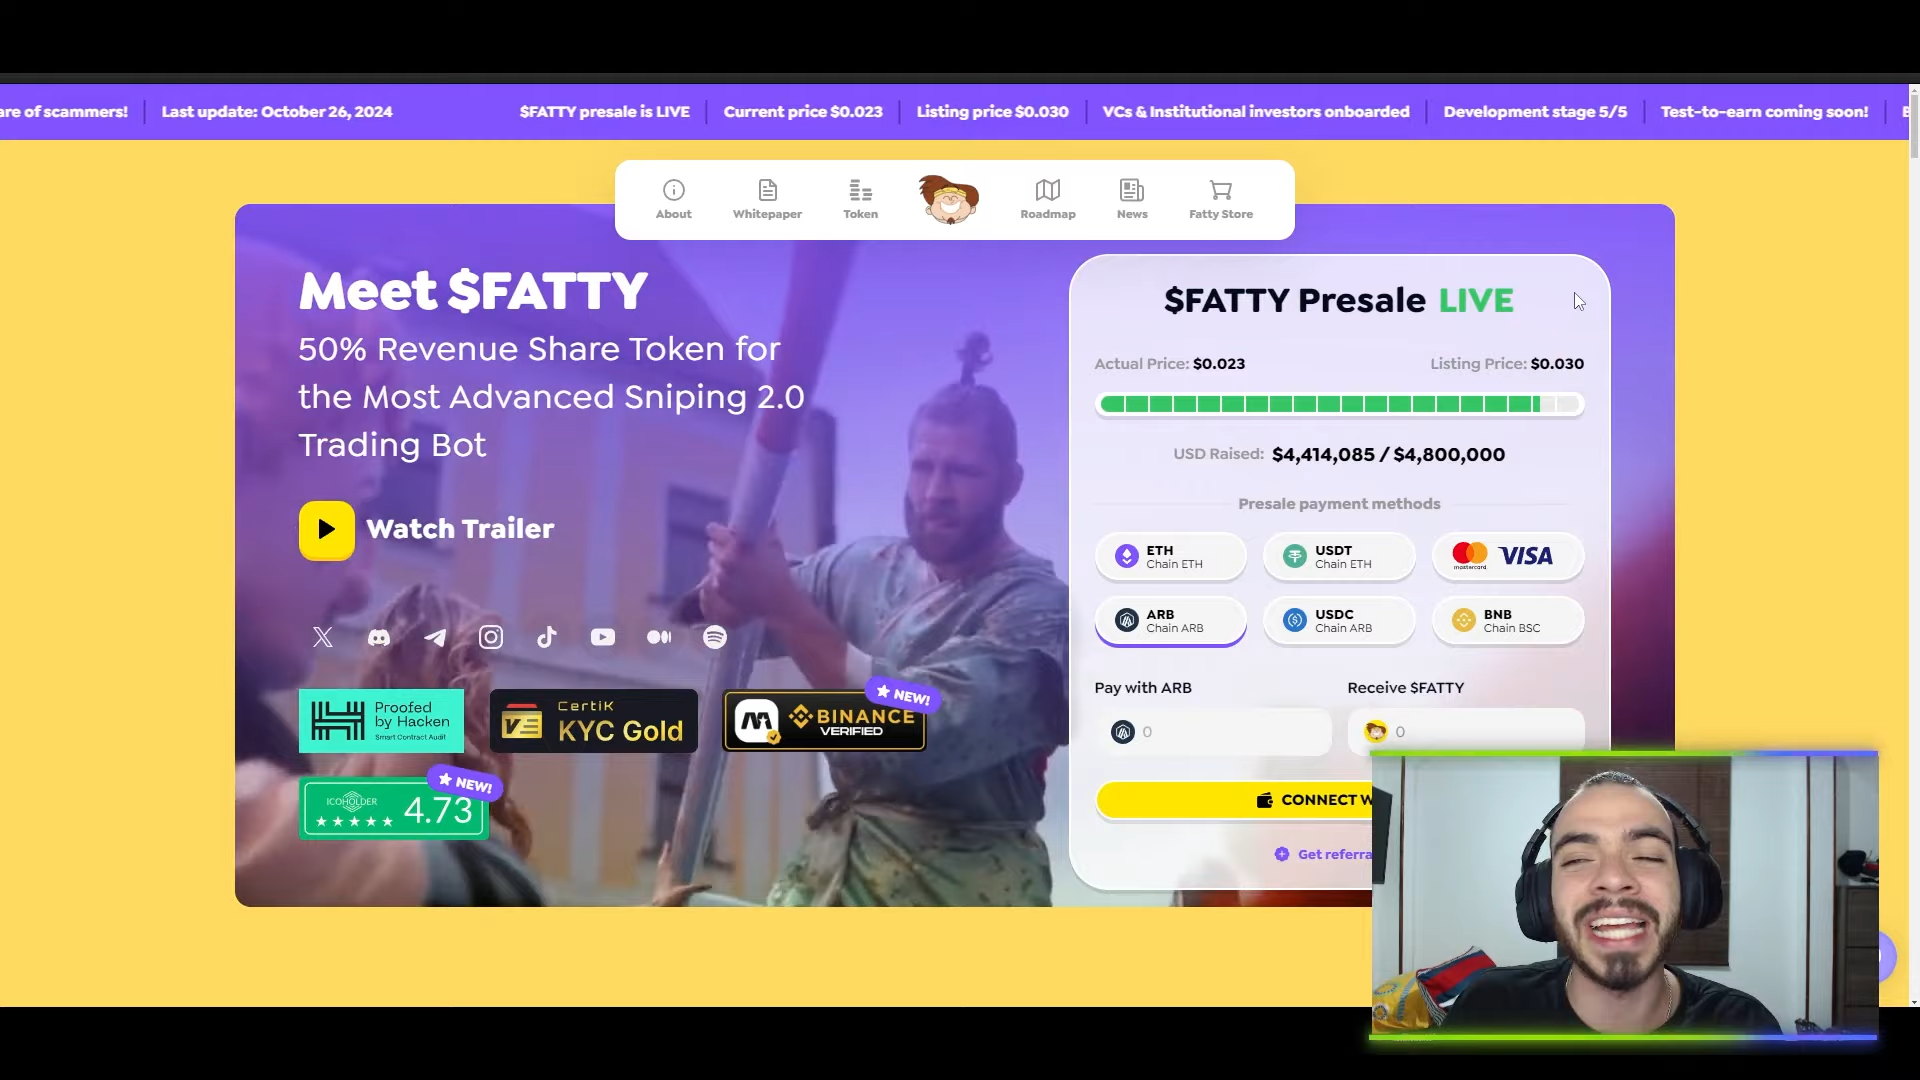 are of scammers!
Last update: October 26, 2024
$FATTY presale is LIVE
Current price $0.023
Listing price $0.030
VCs & Institutional investors onboarded
Development stage 5/5
Test-to-earn coming soon!
About
Whitepaper
Token
Roadmap
News
Fatty Store
Meet $FATTY
50% Revenue Share Token for
the Most Advanced Sniping 2.0
Trading Bot
Watch Trailer
Proofed
by Hacken
Smart Contract Audit
CertiK
KYC Gold
NEW!
BINANCE
VERIFIED
NEW!
ICOHOLDER
4.73
$FATTY Presale LIVE
Actual Price: $0.023
Listing Price: $0.030
USD Raised: $4,414,085 / $4,800,000
Presale payment methods
ETH
Chain ETH
USDT
Chain ETH
mastercard
VISA
ARB
Chain ARB
USDC
Chain ARB
BNB
Chain BSC
Pay with ARB
Receive $FATTY
0
0
CONNECT W
Get referra